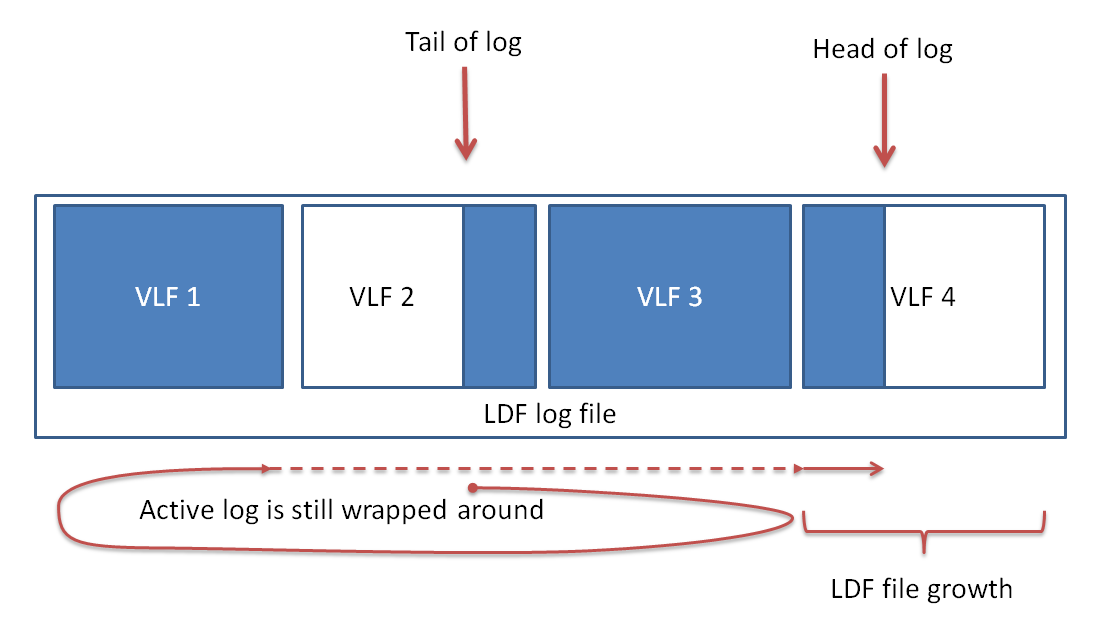 Tail of log
Head of log
VLF 1
VLF 2
VLF 3
VLF 4
LDF log file
Active log is still wrapped around
LDF file growth